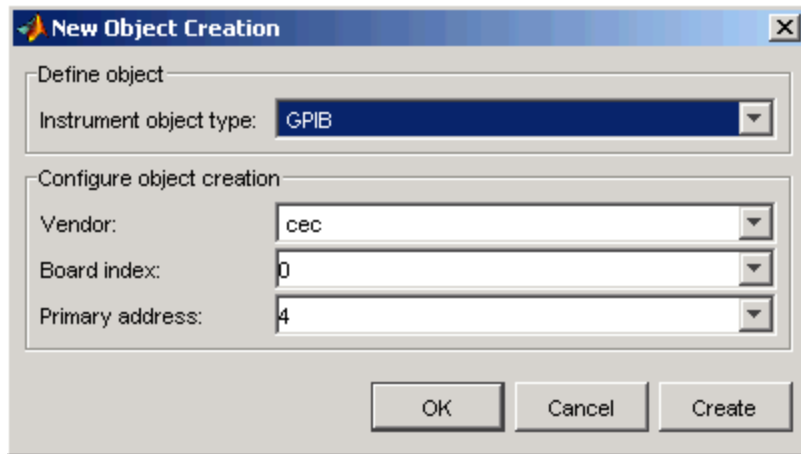 New Object Creation
Define object
Instrument object type: GPIB
Configure object creation
Vendor: cec
Board index: 0
Primary address: 4
OK Cancel Create